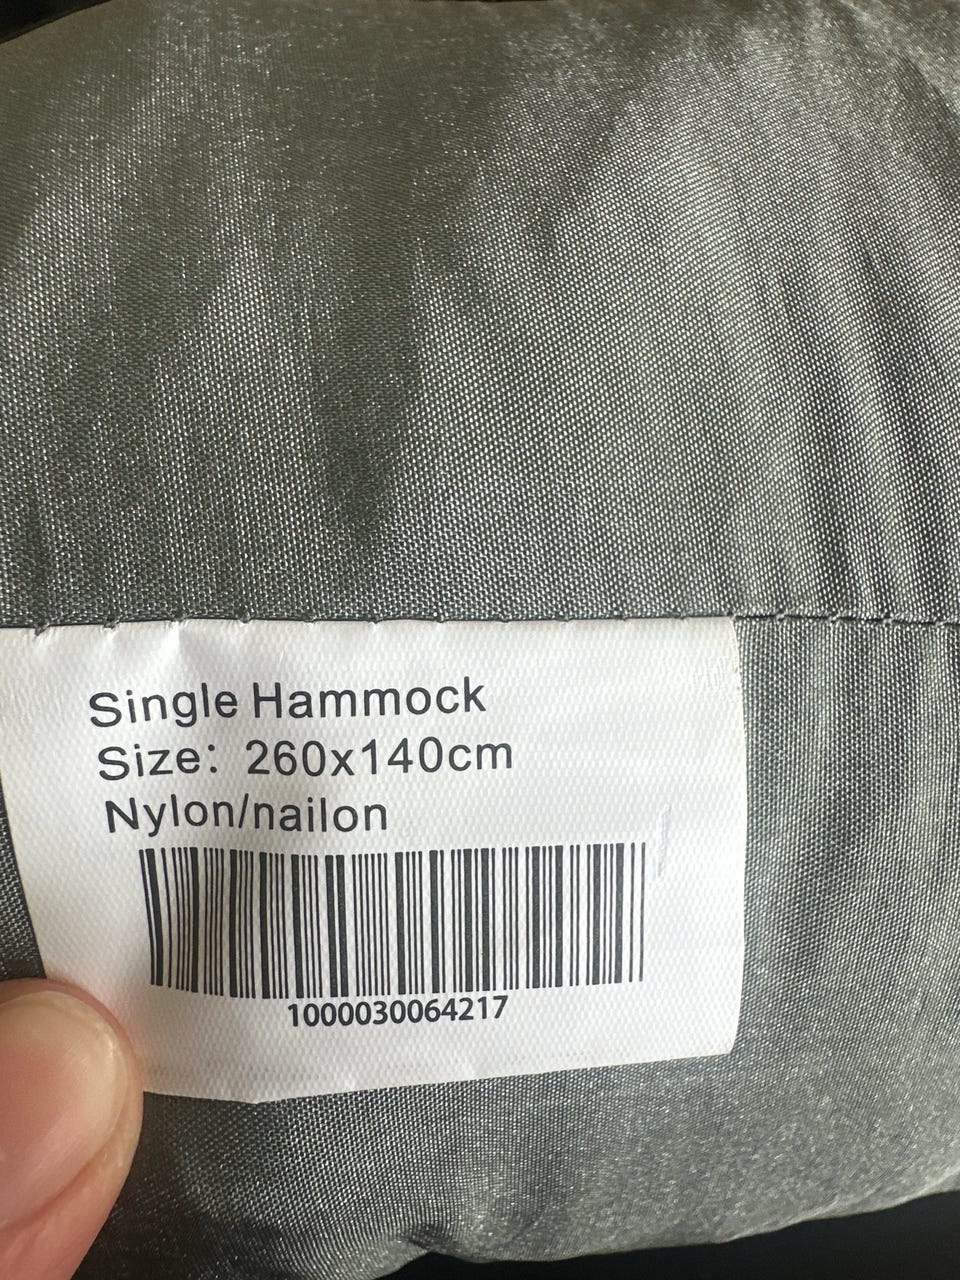 Single Hammock
Size: 260x140cm
Nylon/nailon
1000030064217